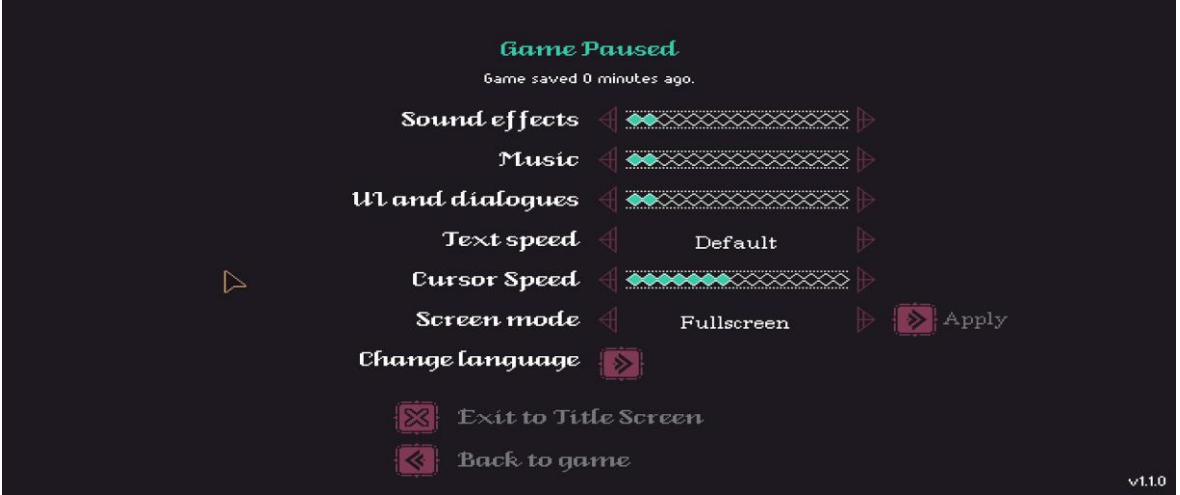 Game Paused
Game saved 0 minutes ago.
Sound effects
Music
UI and dialogues
Text speed Default
Cursor Speed
Screen mode Fullscreen Apply
Change language
Exit to Title Screen
Back to game
v1.1.0